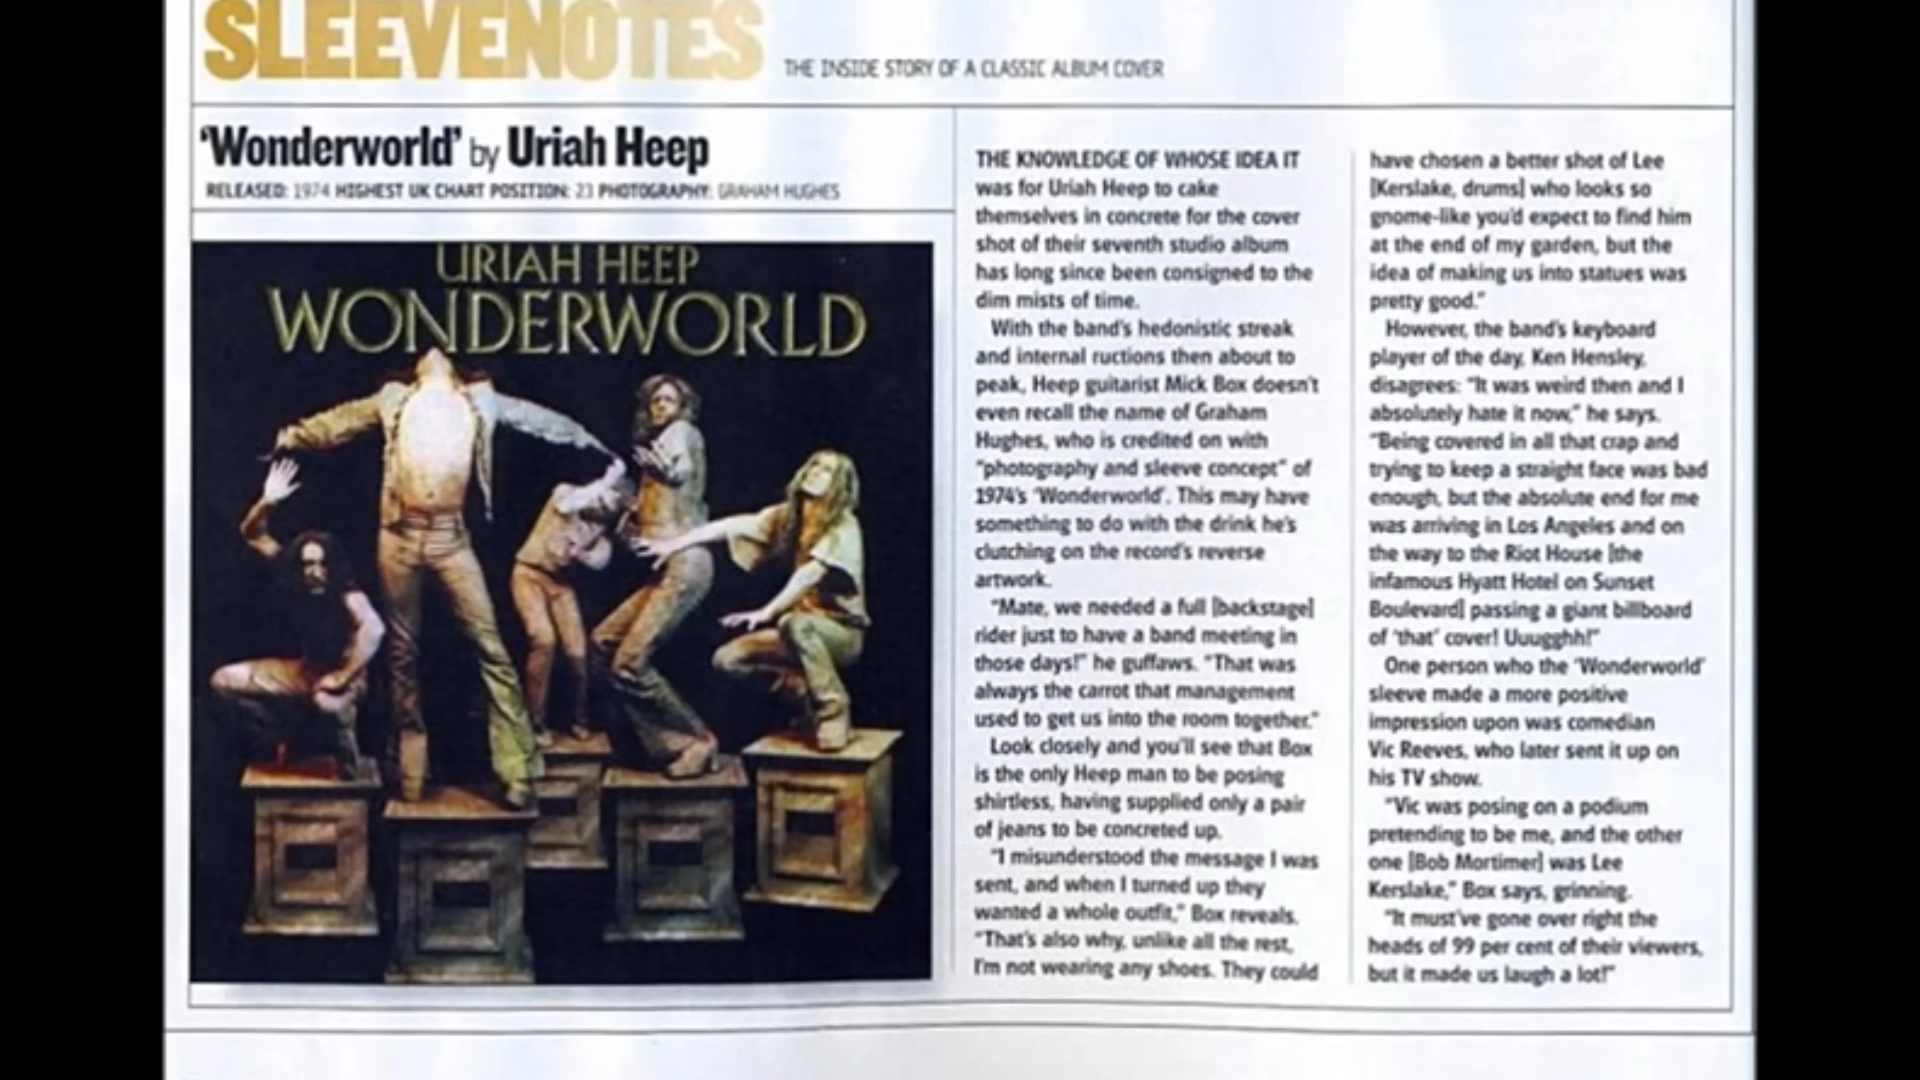 SLEEVENOTES
THE INSIDE STORY OF A CLASSIC ALBUM COVER
‘Wonderworld’ by Uriah Heep
RELEASED: 1974 HIGHEST UK CHART POSITION: 23 PHOTOGRAPHY: GRAHAM HUGHES
URIAH HEEP
WONDERWORLD
THE KNOWLEDGE OF WHOSE IDEA IT
was for Uriah Heep to cake
themselves in concrete for the cover
shot of their seventh studio album
has long since been consigned to the
dim mists of time.
With the band's hedonistic streak
and internal ructions then about to
peak, Heep guitarist Mick Box doesn't
even recall the name of Graham
Hughes, who is credited on with
“photography and sleeve concept” of
1974's ‘Wonderworld’. This may have
something to do with the drink he's
clutching on the record's reverse
artwork.
“Mate, we needed a full [backstage]
rider just to have a band meeting in
those days!” he guffaws. “That was
always the carrot that management
used to get us into the room together.”
Look closely and you'll see that Box
is the only Heep man to be posing
shirtless, having supplied only a pair
of jeans to be concreted up.
“I misunderstood the message I was
sent, and when I turned up they
wanted a whole outfit,” Box reveals.
“That's also why, unlike all the rest,
I'm not wearing any shoes. They could
have chosen a better shot of Lee
[Kerslake, drums] who looks so
gnome-like you'd expect to find him
at the end of my garden, but the
idea of making us into statues was
pretty good.”
However, the band's keyboard
player of the day, Ken Hensley,
disagrees: “It was weird then and I
absolutely hate it now,” he says.
“Being covered in all that crap and
trying to keep a straight face was bad
enough, but the absolute end for me
was arriving in Los Angeles and on
the way to the Riot House [the
infamous Hyatt Hotel on Sunset
Boulevard] passing a giant billboard
of ‘that’ cover! Uuugghh!”
One person who the ‘Wonderworld’
sleeve made a more positive
impression upon was comedian
Vic Reeves, who later sent it up on
his TV show.
“Vic was posing on a podium
pretending to be me, and the other
one [Bob Mortimer] was Lee
Kerslake,” Box says, grinning.
“It must've gone over right the
heads of 99 per cent of their viewers,
but it made us laugh a lot!”